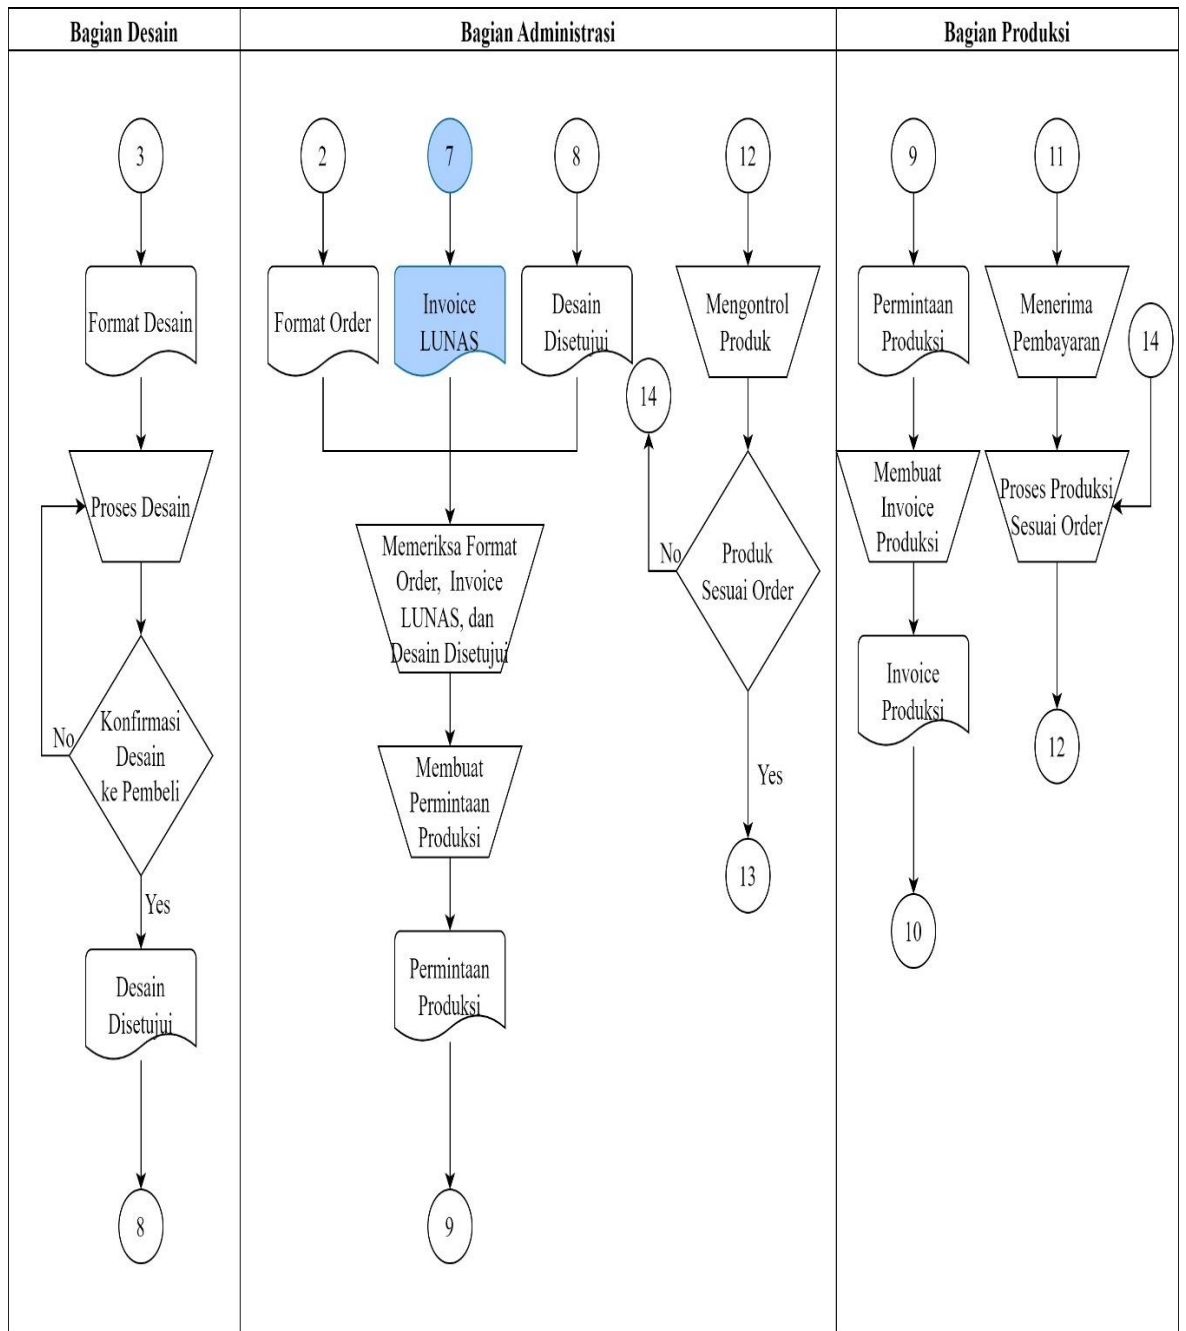 Bagian Desain
Bagian Administrasi
Bagian Produksi
3
Format Desain
Proses Desain
No
Konfirmasi
Desain
ke Pembeli
Yes
Desain
Disetujui
8
2
7
8
12
Format Order
Invoice
LUNAS
Desain
Disetujui
Mengontrol
Produk
14
Memeriksa Format
Order, Invoice
LUNAS, dan
Desain Disetujui
No
Produk
Sesuai Order
Membuat
Permintaan
Produksi
Yes
13
Permintaan
Produksi
9
9
11
Permintaan
Produksi
Menerima
Pembayaran
14
Membuat
Invoice
Produksi
Proses Produksi
Sesuai Order
Invoice
Produksi
12
10